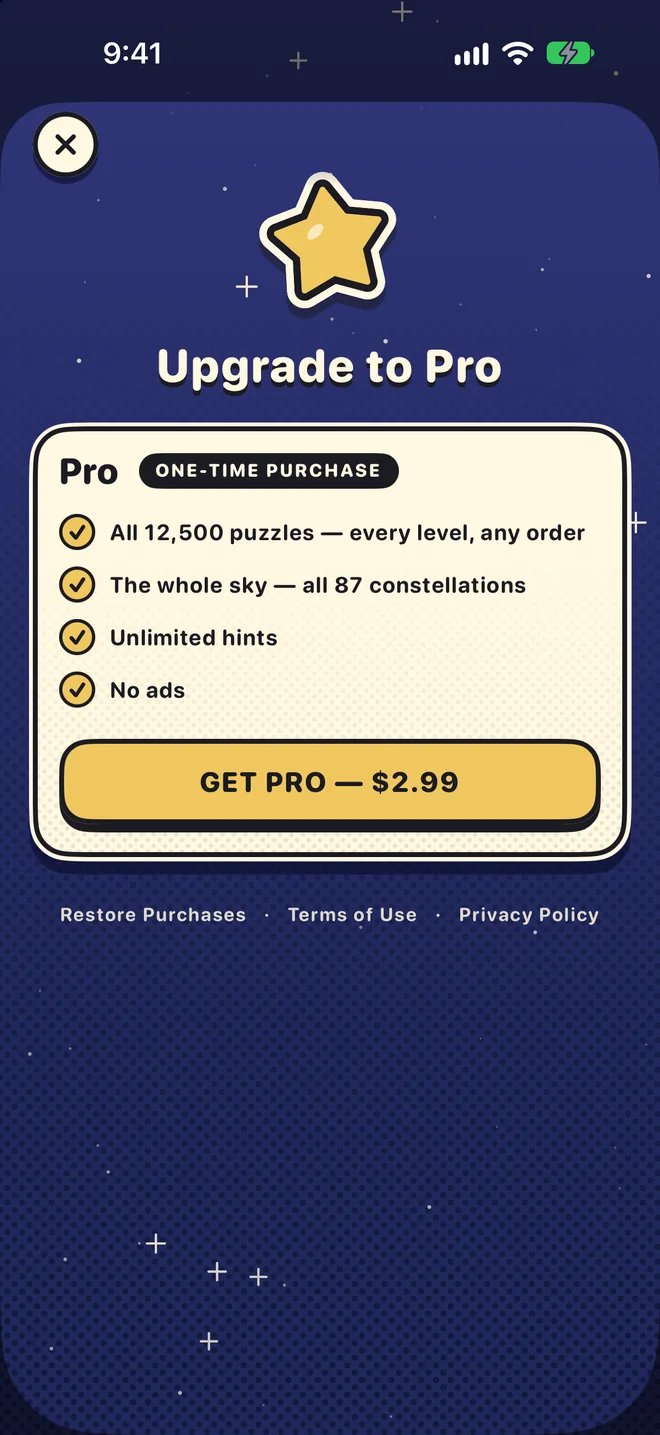 9:41
Upgrade to Pro
Pro ONE-TIME PURCHASE
All 12,500 puzzles — every level, any order
The whole sky — all 87 constellations
Unlimited hints
No ads
GET PRO — $2.99
Restore Purchases · Terms of Use · Privacy Policy